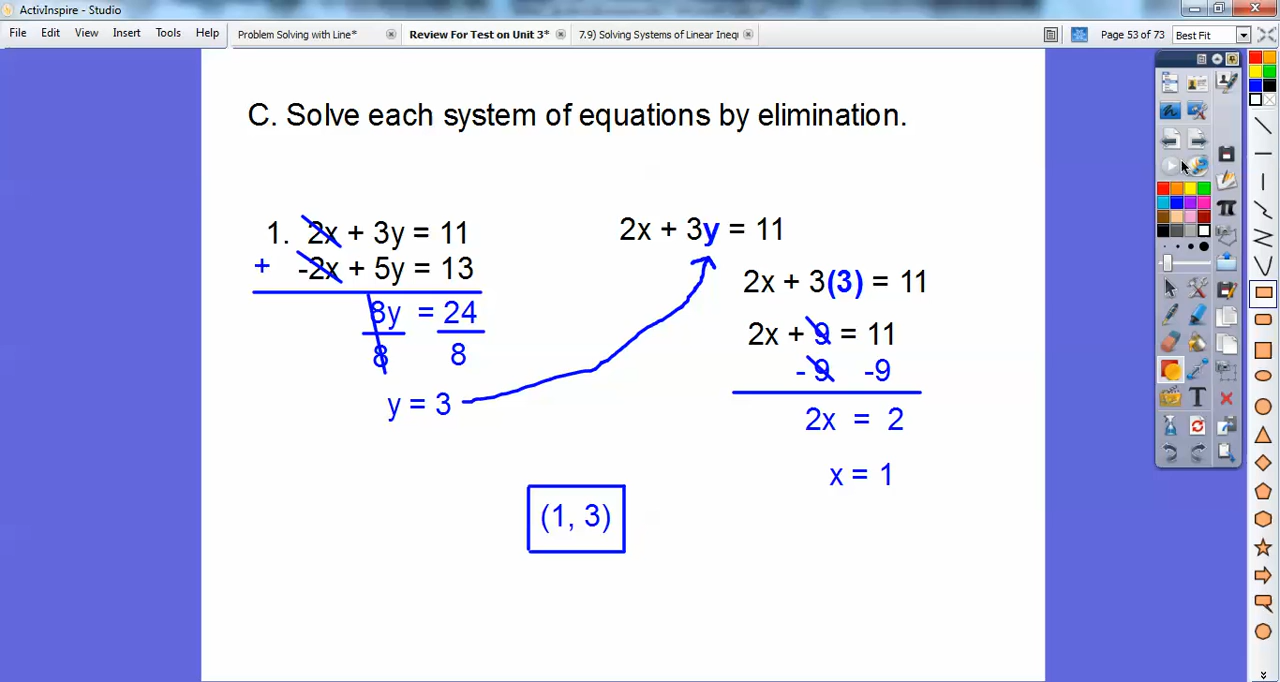 ActivInspire - Studio
File Edit View Insert Tools Help
Problem Solving with Line* Review For Test on Unit 3* 7.9) Solving Systems of Linear Inequ
Page 53 of 73 Best Fit
C. Solve each system of equations by elimination.
1. 2x + 3y = 11
+ -2x + 5y = 13
8y = 24
8 8
y = 3
2x + 3y = 11
2x + 3(3) = 11
2x + 9 = 11
- 9 -9
2x = 2
x = 1
(1, 3)